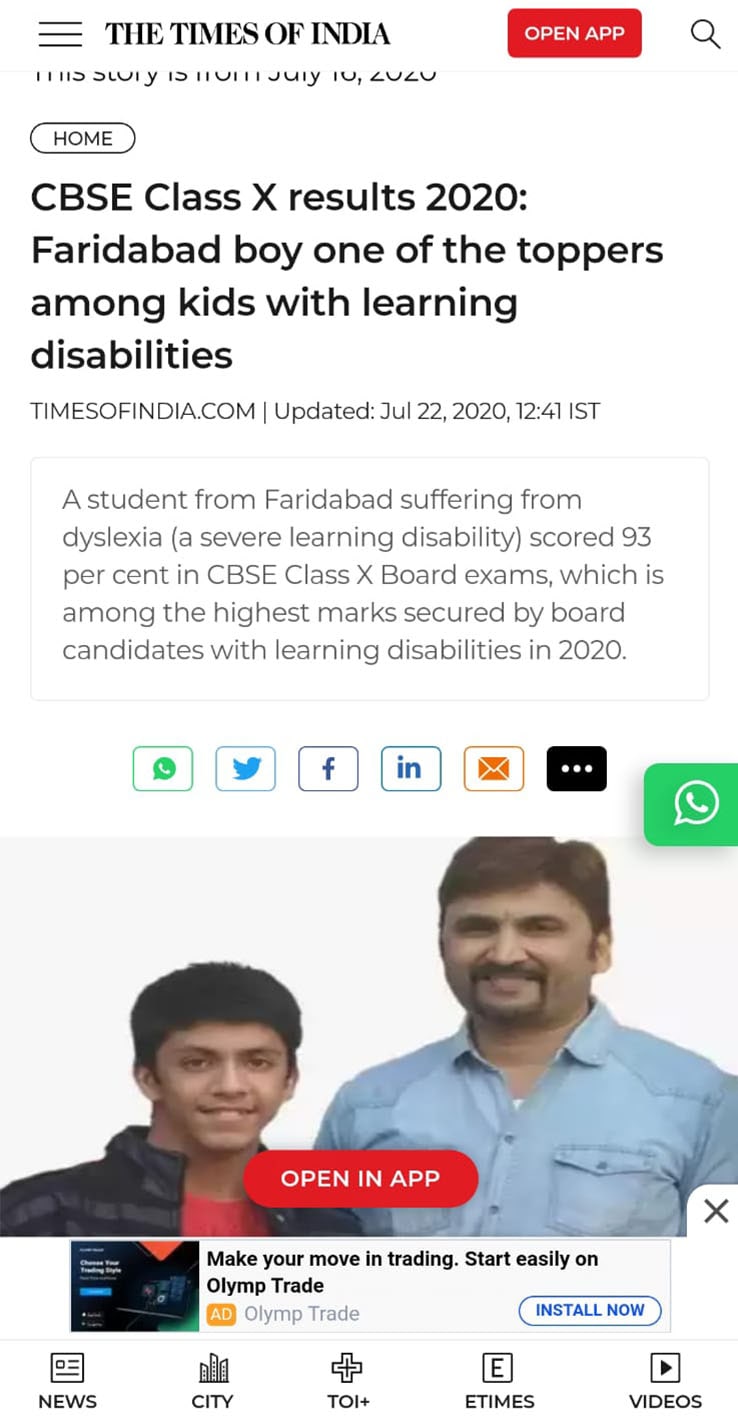 THE TIMES OF INDIA
OPEN APP
This story is from July 16, 2020
HOME
CBSE Class X results 2020:
Faridabad boy one of the toppers
among kids with learning
disabilities
TIMESOFINDIA.COM | Updated: Jul 22, 2020, 12:41 IST
A student from Faridabad suffering from
dyslexia (a severe learning disability) scored 93
per cent in CBSE Class X Board exams, which is
among the highest marks secured by board
candidates with learning disabilities in 2020.
OPEN IN APP
Choose Your
Trading Style
Make your move in trading. Start easily on
Olymp Trade
AD Olymp Trade
INSTALL NOW
NEWS
CITY
TOI+
E
ETIMES
VIDEOS